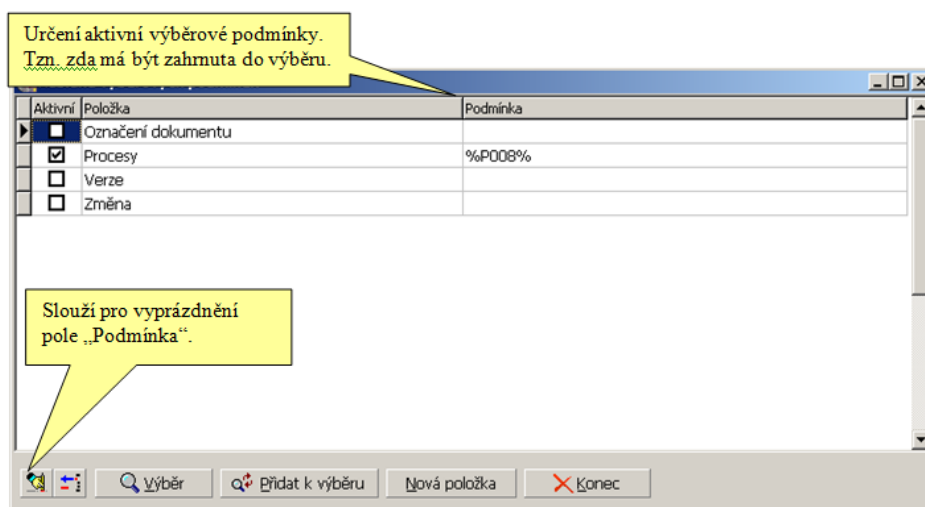 Určení aktivní výběrové podmínky.
Tzn. zda má být zahrnuta do výběru.
Aktivní Položka Podmínka
Označení dokumentu
Procesy %P008%
Verze
Změna
Slouží pro vyprázdnění
pole „Podmínka“.
Výběr Přidat k výběru Nová položka Konec